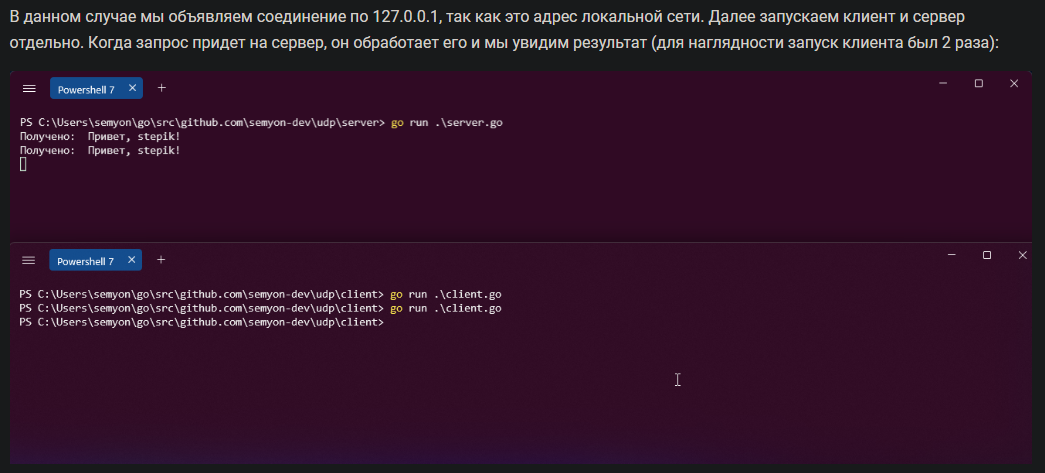 В данном случае мы объявляем соединение по 127.0.0.1, так как это адрес локальной сети. Далее запускаем клиент и сервер
отдельно. Когда запрос придет на сервер, он обработает его и мы увидим результат (для наглядности запуск клиента был 2 раза):
Powershell 7
PS C:\Users\semyon\go\src\github.com\semyon-dev\udp\server> go run .\server.go
Получено:  Привет, stepik!
Получено:  Привет, stepik!
Powershell 7
PS C:\Users\semyon\go\src\github.com\semyon-dev\udp\client> go run .\client.go
PS C:\Users\semyon\go\src\github.com\semyon-dev\udp\client> go run .\client.go
PS C:\Users\semyon\go\src\github.com\semyon-dev\udp\client>